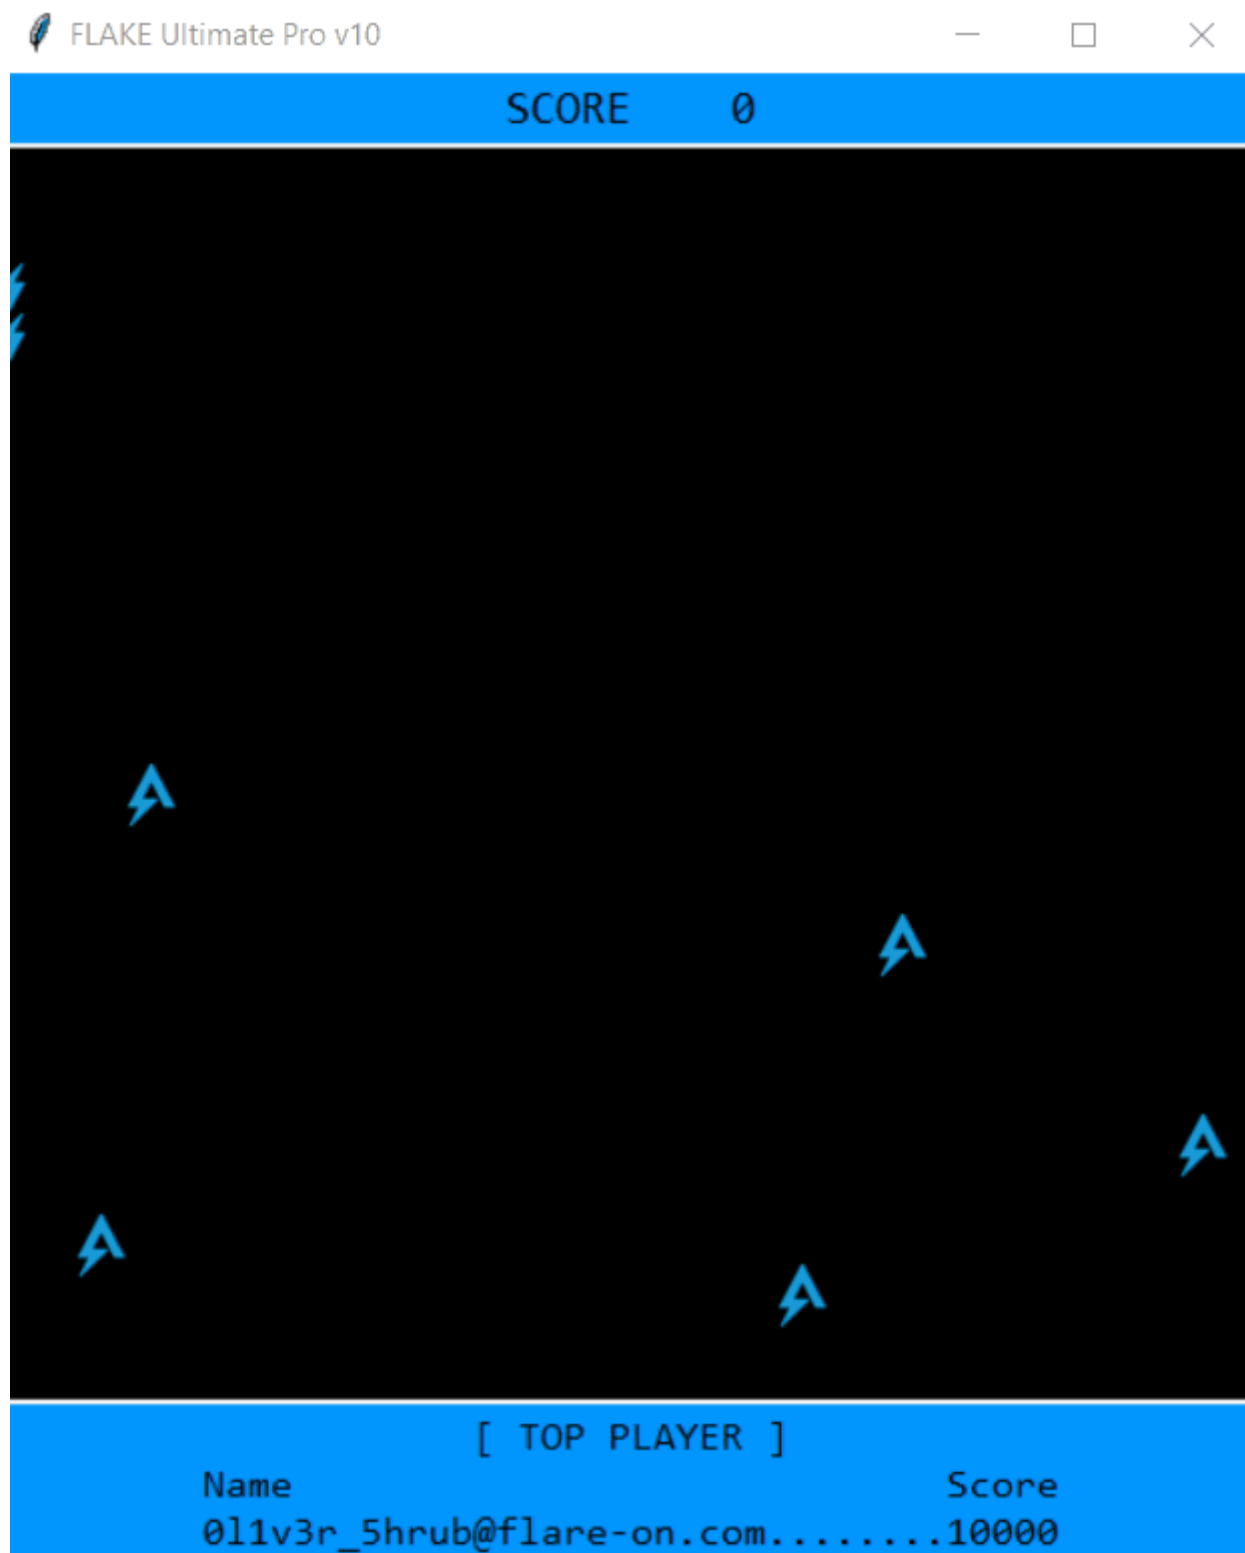 FLAKE Ultimate Pro v10
SCORE 0
[ TOP PLAYER ]
Name Score
0l1v3r_5hrub@flare-on.com........10000